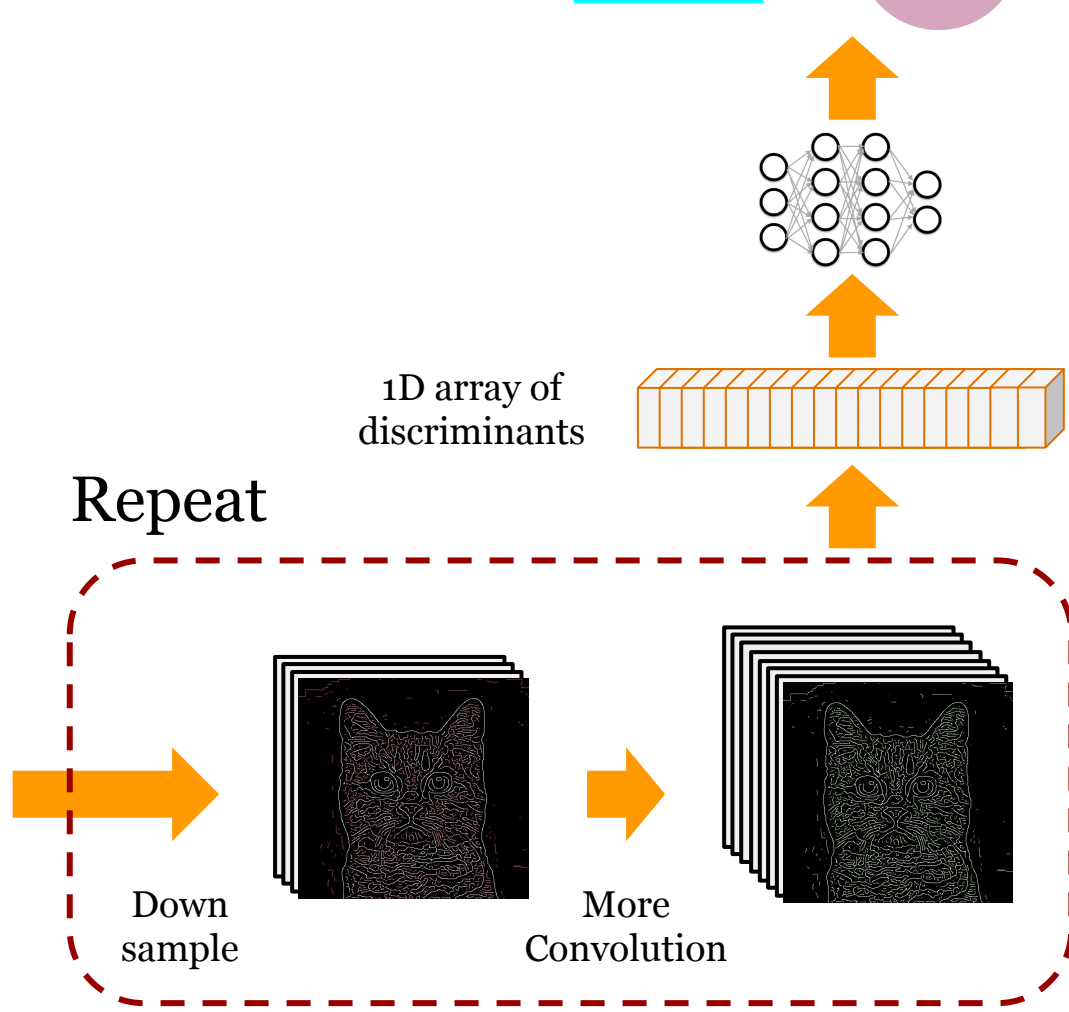 1D array of
discriminants
Repeat
Down
sample
More
Convolution